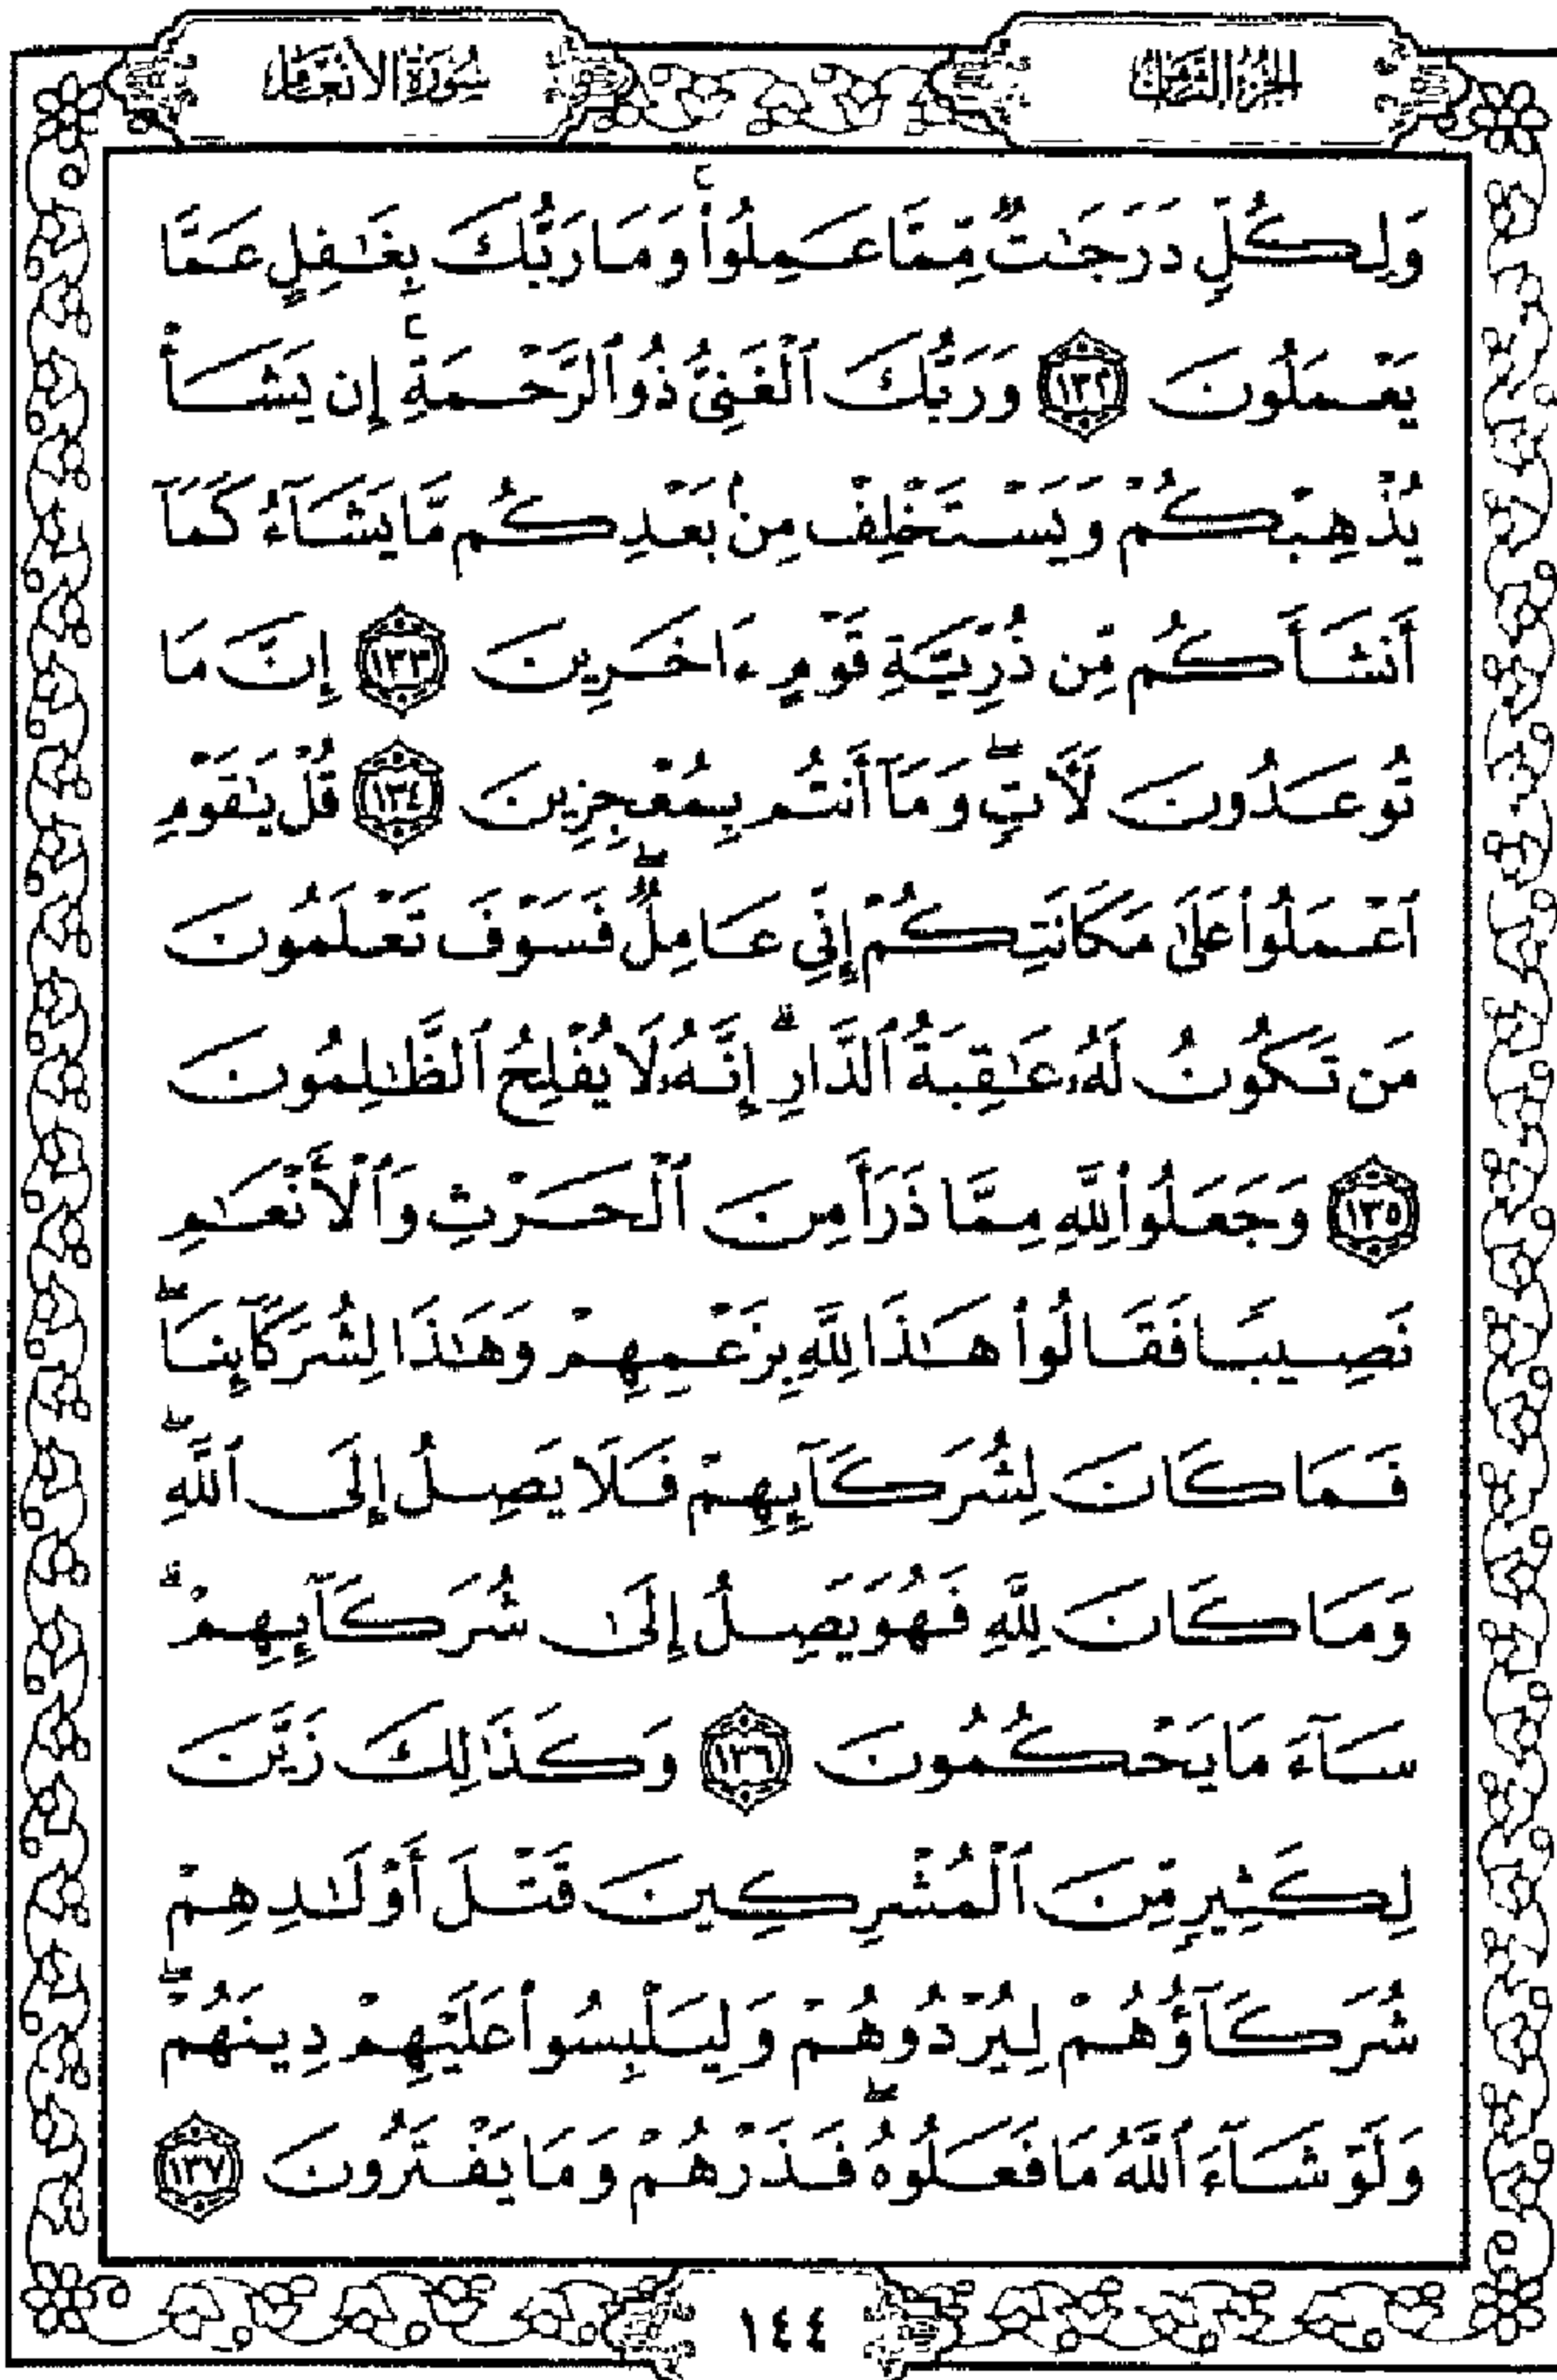 الجزء الثامن
سورة الأنعام
وَلِكُلٍّ دَرَجَٰتٌ مِّمَّا عَمِلُوا۟ ۚ وَمَا رَبُّكَ بِغَٰفِلٍ عَمَّا
يَعْمَلُونَ ١٣٢ وَرَبُّكَ ٱلْغَنِىُّ ذُو ٱلرَّحْمَةِ ۚ إِن يَشَأْ
يُذْهِبْكُمْ وَيَسْتَخْلِفْ مِنۢ بَعْدِكُم مَّا يَشَآءُ كَمَآ
أَنشَأَكُم مِّن ذُرِّيَّةِ قَوْمٍ ءَاخَرِينَ ١٣٣ إِنَّ مَا
تُوعَدُونَ لَءَاتٍ ۖ وَمَآ أَنتُم بِمُعْجِزِينَ ١٣٤ قُلْ يَٰقَوْمِ
ٱعْمَلُوا۟ عَلَىٰ مَكَانَتِكُمْ إِنِّى عَامِلٌ ۖ فَسَوْفَ تَعْلَمُونَ
مَن تَكُونُ لَهُۥ عَٰقِبَةُ ٱلدَّارِ ۗ إِنَّهُۥ لَا يُفْلِحُ ٱلظَّٰلِمُونَ
١٣٥ وَجَعَلُوا۟ لِلَّهِ مِمَّا ذَرَأَ مِنَ ٱلْحَرْثِ وَٱلْأَنْعَٰمِ
نَصِيبًا فَقَالُوا۟ هَٰذَا لِلَّهِ بِزَعْمِهِمْ وَهَٰذَا لِشُرَكَآئِنَا ۖ
فَمَا كَانَ لِشُرَكَآئِهِمْ فَلَا يَصِلُ إِلَى ٱللَّهِ ۖ
وَمَا كَانَ لِلَّهِ فَهُوَ يَصِلُ إِلَىٰ شُرَكَآئِهِمْ ۗ
سَآءَ مَا يَحْكُمُونَ ١٣٦ وَكَذَٰلِكَ زَيَّنَ
لِكَثِيرٍ مِّنَ ٱلْمُشْرِكِينَ قَتْلَ أَوْلَٰدِهِمْ
شُرَكَآؤُهُمْ لِيُرْدُوهُمْ وَلِيَلْبِسُوا۟ عَلَيْهِمْ دِينَهُمْ ۖ
وَلَوْ شَآءَ ٱللَّهُ مَا فَعَلُوهُ ۖ فَذَرْهُمْ وَمَا يَفْتَرُونَ ١٣٧
١٤٤